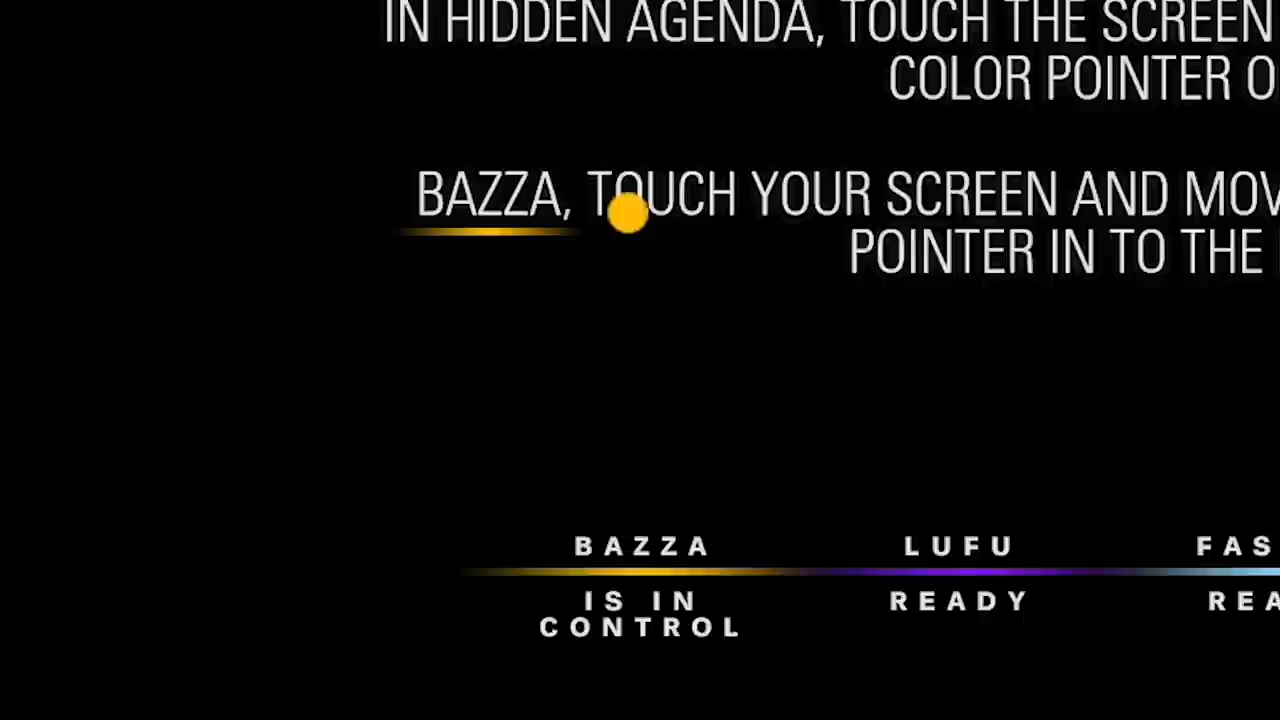 IN HIDDEN AGENDA, TOUCH THE SCREEN
COLOR POINTER O
BAZZA, TOUCH YOUR SCREEN AND MOV
POINTER IN TO THE
BAZZA LUFU FAS
IS IN READY REA
CONTROL